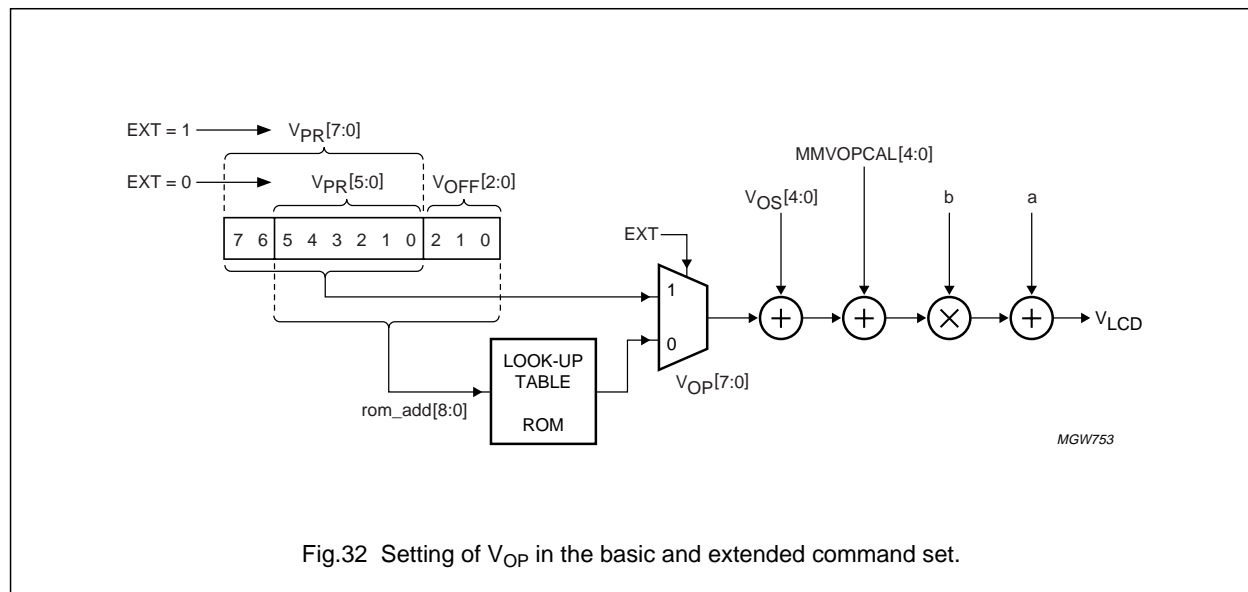 EXT = 1
VPR[7:0]
EXT = 0
VPR[5:0]
VOFF[2:0]
7 6 5 4 3 2 1 0 2 1 0
MMVOPCAL[4:0]
VOS[4:0]
b
a
EXT
1
0
+
+
×
+
VLCD
VOP[7:0]
LOOK-UP
TABLE
ROM
rom_add[8:0]
MGW753
Fig.32 Setting of VOP in the basic and extended command set.